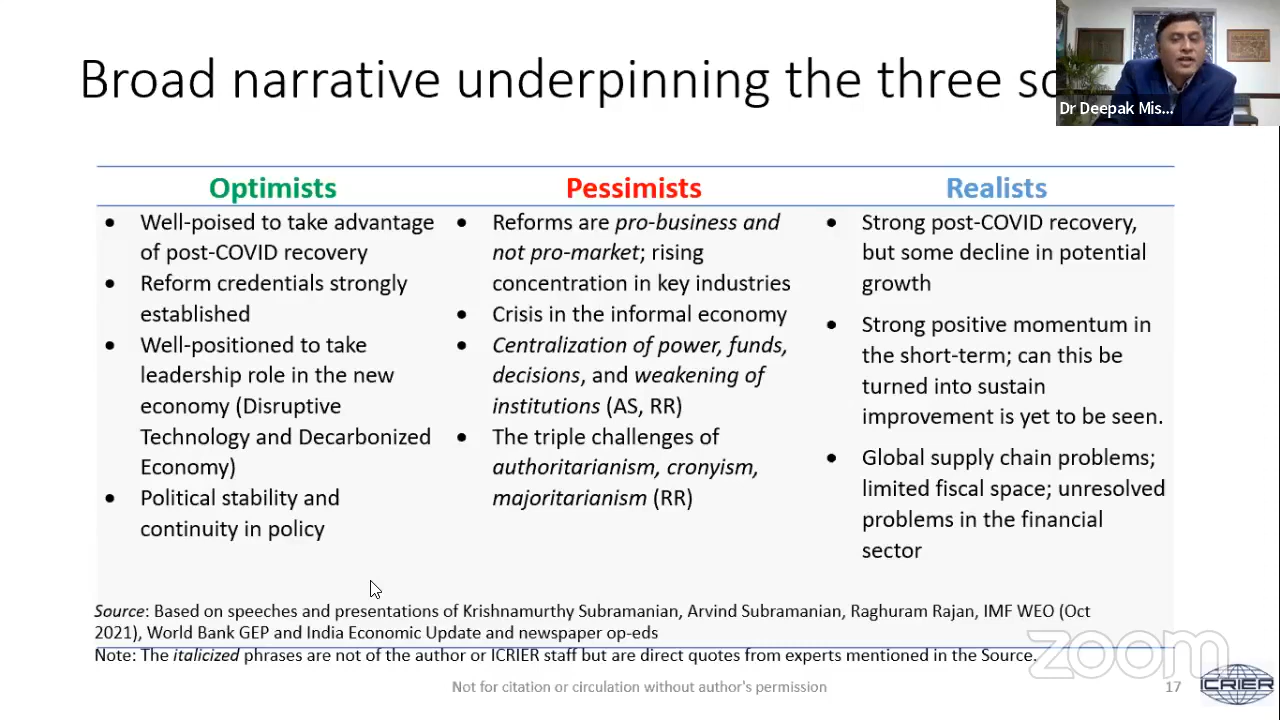 Broad narrative underpinning the three sc
Dr Deepak Mis...
Optimists
• Well-poised to take advantage
of post-COVID recovery
• Reform credentials strongly
established
• Well-positioned to take
leadership role in the new
economy (Disruptive
Technology and Decarbonized
Economy)
• Political stability and
continuity in policy
Pessimists
• Reforms are pro-business and
not pro-market; rising
concentration in key industries
• Crisis in the informal economy
• Centralization of power, funds,
decisions, and weakening of
institutions (AS, RR)
• The triple challenges of
authoritarianism, cronyism,
majoritarianism (RR)
Realists
• Strong post-COVID recovery,
but some decline in potential
growth
• Strong positive momentum in
the short-term; can this be
turned into sustain
improvement is yet to be seen.
• Global supply chain problems;
limited fiscal space; unresolved
problems in the financial
sector
Source: Based on speeches and presentations of Krishnamurthy Subramanian, Arvind Subramanian, Raghuram Rajan, IMF WEO (Oct
2021), World Bank GEP and India Economic Update and newspaper op-eds
Note: The italicized phrases are not of the author or ICRIER staff but are direct quotes from experts mentioned in the Source.
zoom
Not for citation or circulation without author's permission
17
ICRIER